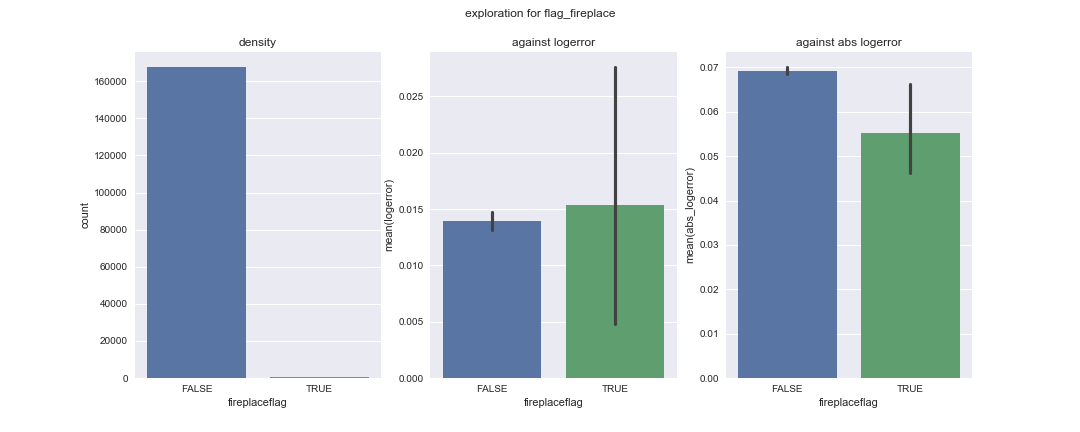 exploration for flag_fireplace
density
count
160000
140000
120000
100000
80000
60000
40000
20000
0
FALSE
TRUE
fireplaceflag
against logerror
mean(logerror)
0.025
0.020
0.015
0.010
0.005
0.000
FALSE
TRUE
fireplaceflag
against abs logerror
mean(abs_logerror)
0.07
0.06
0.05
0.04
0.03
0.02
0.01
0.00
FALSE
TRUE
fireplaceflag